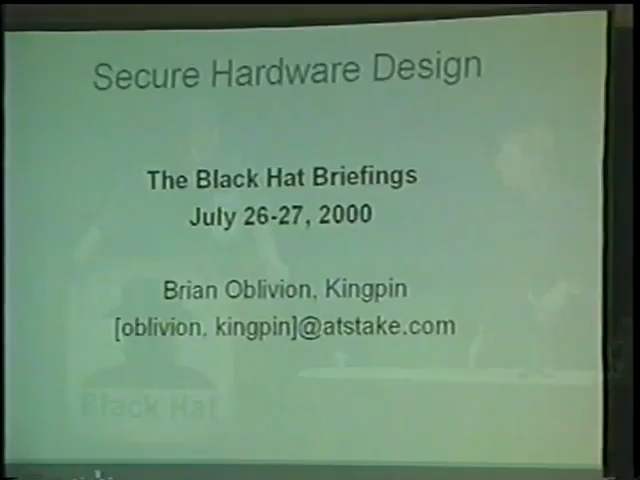 Secure Hardware Design
The Black Hat Briefings
July 26-27, 2000
Brian Oblivion, Kingpin
[oblivion, kingpin]@atstake.com
Black Hat